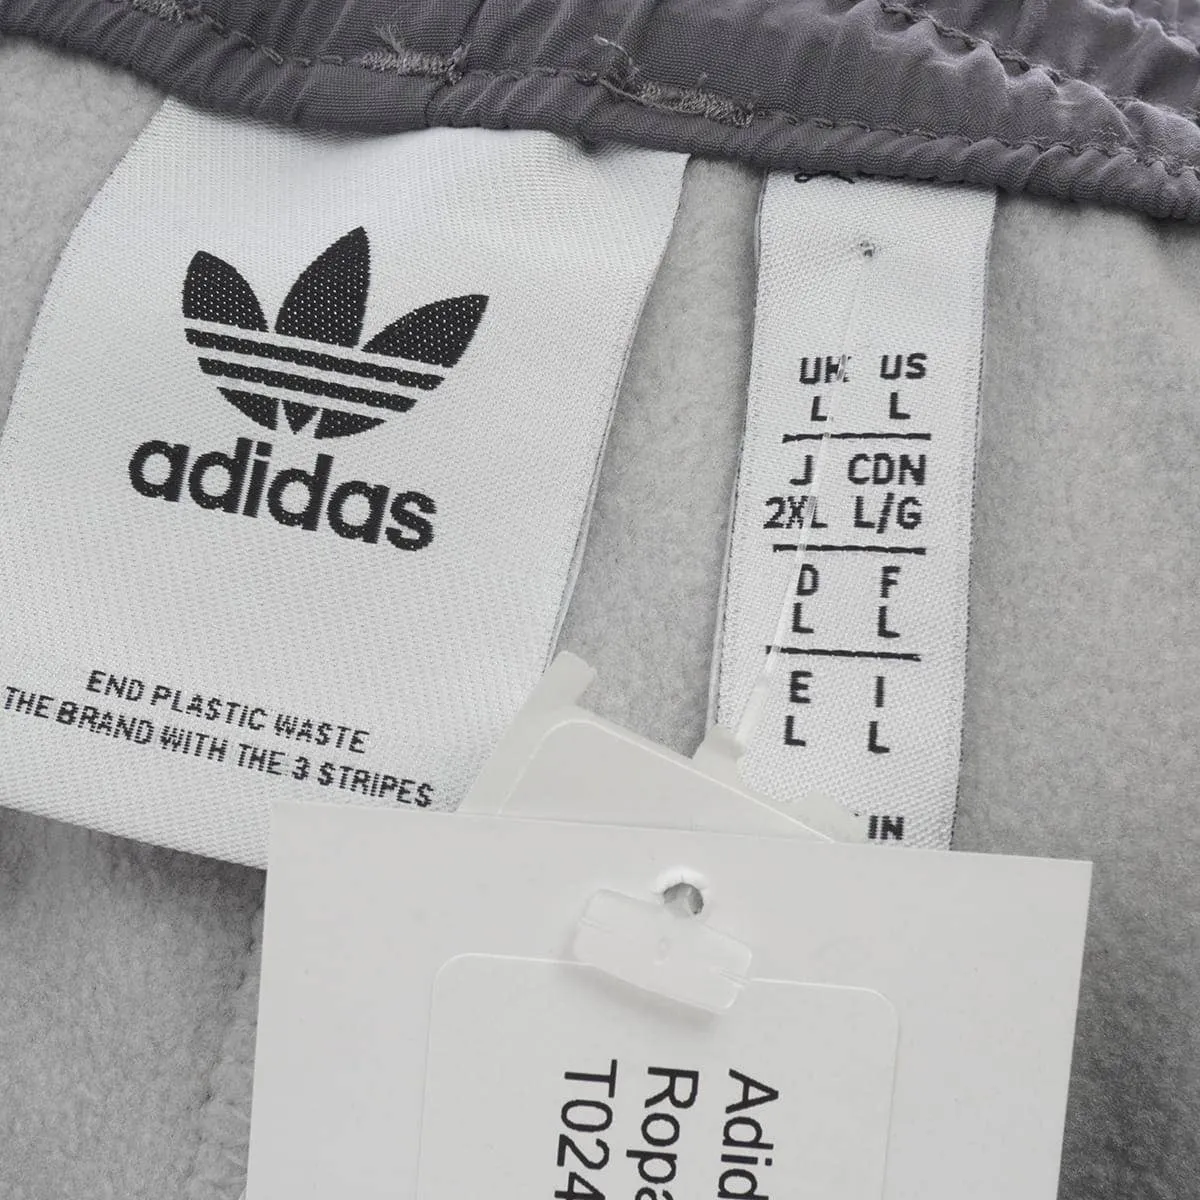 adidas
END PLASTIC WASTE
THE BRAND WITH THE 3 STRIPES
UK US
L L
J CDN
2XL L/G
D F
L L
E I
L L
IN
Adid
Ropa
T024